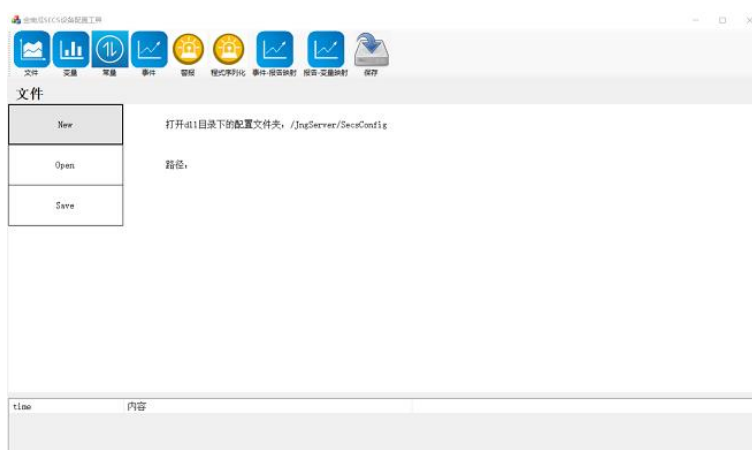 金南瓜SECS设备配置工具
文件 变量 常量 事件 警报 程式序列化 事件-报告映射 报告-变量映射 保存
文件
New
打开dll目录下的配置文件夹，/JngServer/SecsConfig
Open
路径，
Save
time 内容